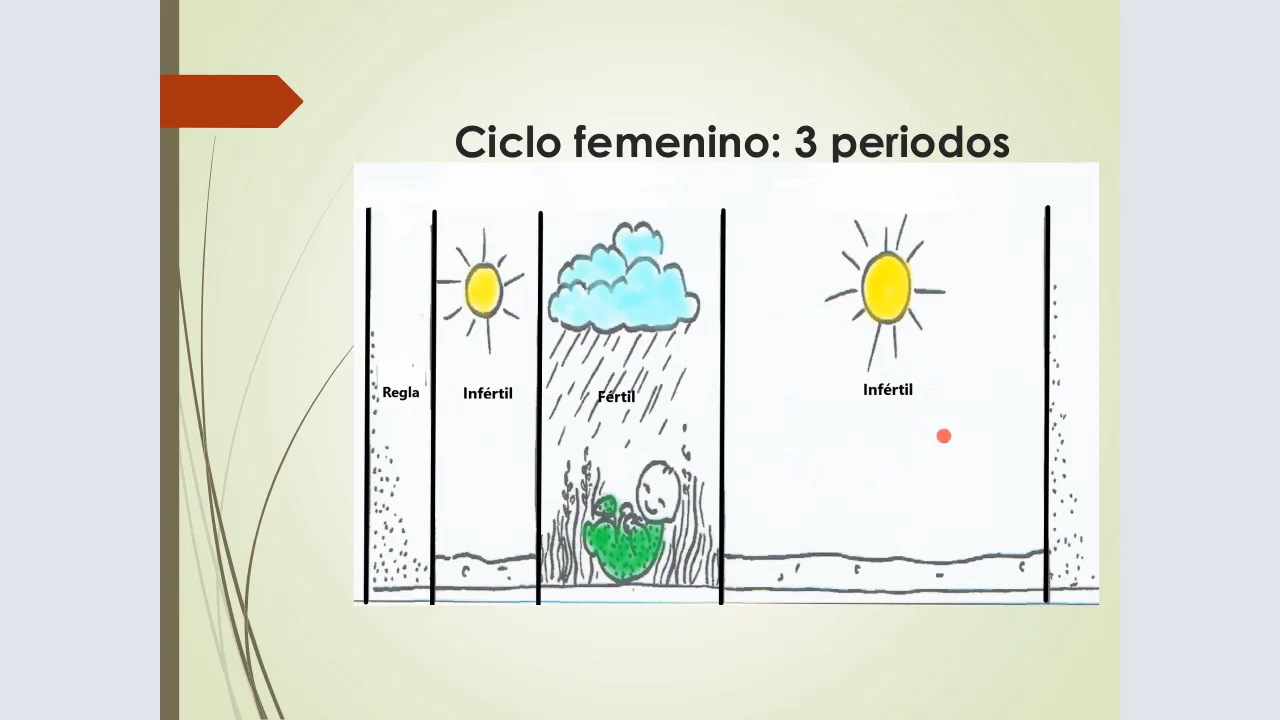 Ciclo femenino: 3 periodos
Regla
Infértil
Fértil
Infértil